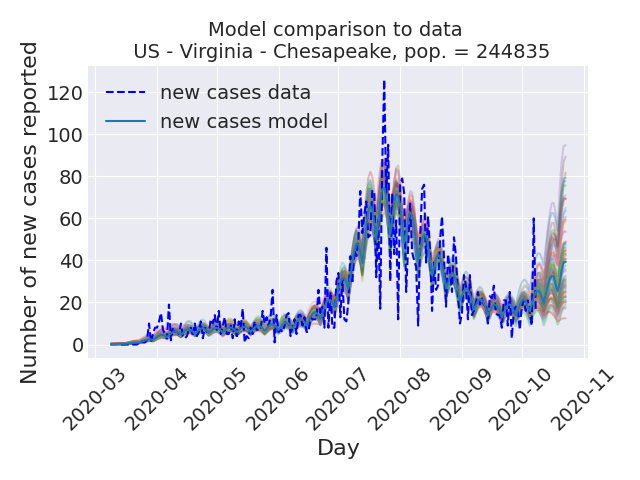 Model comparison to data
US - Virginia - Chesapeake, pop. = 244835
new cases data
new cases model
Number of new cases reported
120
100
80
60
40
20
0
2020-03
2020-04
2020-05
2020-06
2020-07
2020-08
2020-09
2020-10
2020-11
Day